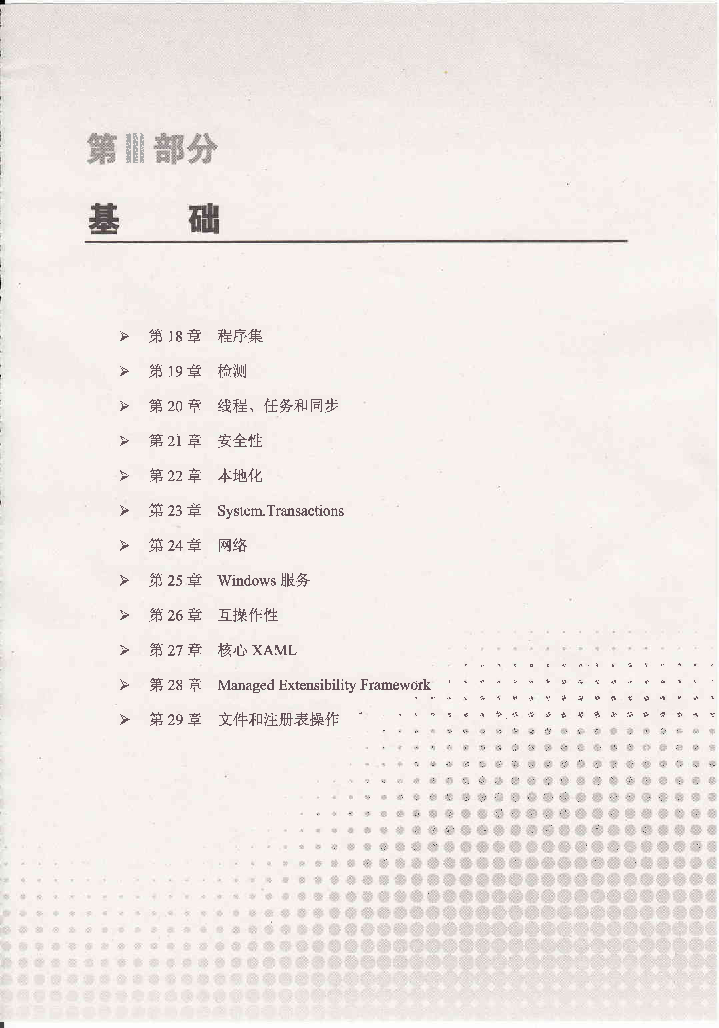 第III部分
基 础
➢ 第 18 章 程序集
➢ 第 19 章 检测
➢ 第 20 章 线程、任务和同步
➢ 第 21 章 安全性
➢ 第 22 章 本地化
➢ 第 23 章 System.Transactions
➢ 第 24 章 网络
➢ 第 25 章 Windows 服务
➢ 第 26 章 互操作性
➢ 第 27 章 核心 XAML
➢ 第 28 章 Managed Extensibility Framework
➢ 第 29 章 文件和注册表操作